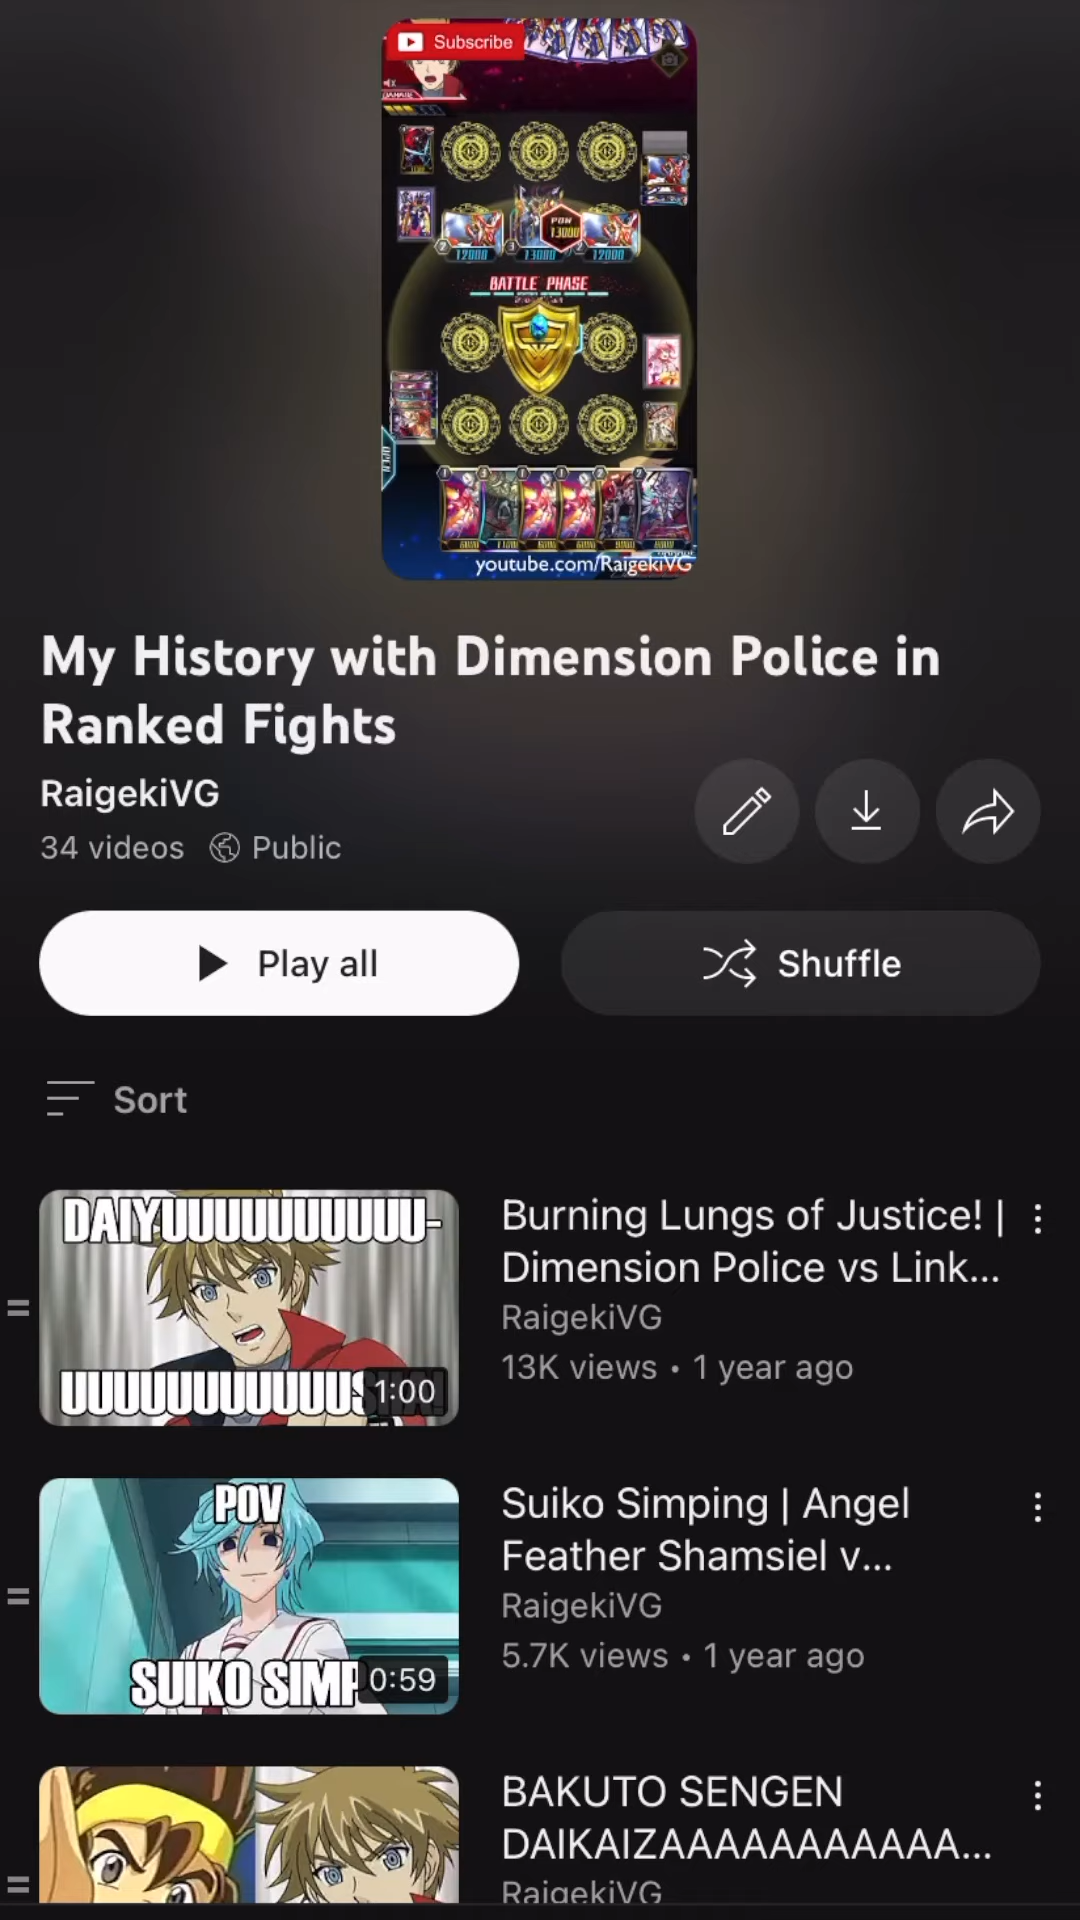 Subscribe
DAMAGE
POW
13000
12000
13000
12000
BATTLE PHASE
OPEN
youtube.com/RaigekiVG
My History with Dimension Police in
Ranked Fights
RaigekiVG
34 videos Public
Play all
Shuffle
Sort
DAIYUUUUUUUUUU-
1:00
Burning Lungs of Justice! |
Dimension Police vs Link...
RaigekiVG
13K views • 1 year ago
POV
SUIKO SIMP
0:59
Suiko Simping | Angel
Feather Shamsiel v...
RaigekiVG
5.7K views • 1 year ago
BAKUTO SENGEN
DAIKAIZAAAAAAAAAAA...
RaigekiVG